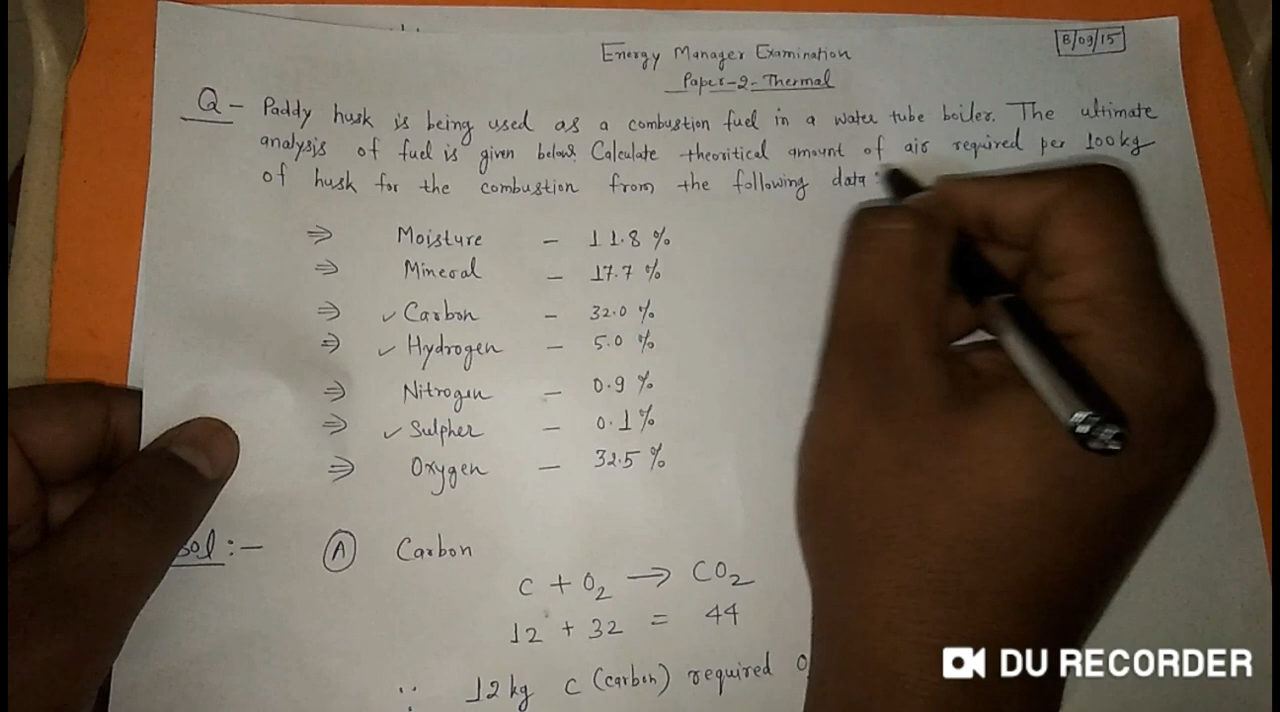 Energy Manager Examination
8/09/15
Paper-2-Thermal
Q - Paddy husk is being used as a combustion fuel in a water tube boiler. The ultimate
analysis of fuel is given below. Calculate theoritical amount of air required per 100kg
of husk for the combustion from the following data:
⇒ Moisture - 11.8 %
⇒ Mineral - 17.7 %
⇒ ✓ Carbon - 32.0 %
⇒ ✓ Hydrogen - 5.0 %
⇒ Nitrogen - 0.9 %
⇒ ✓ Sulpher - 0.1 %
⇒ Oxygen - 32.5 %
Sol :- (A) Carbon
C + O₂ → CO₂
12 + 32 = 44
∵ 12 kg C (carbon) required
DU RECORDER